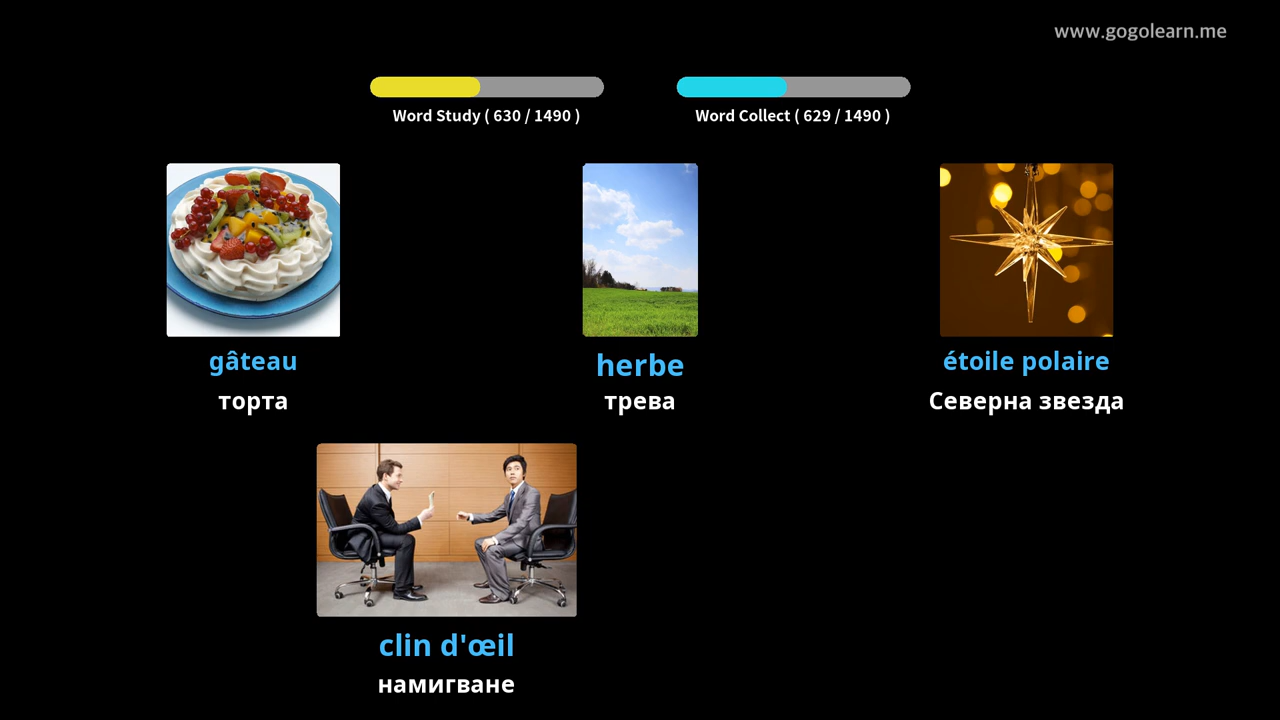 www.gogolearn.me
Word Study ( 630 / 1490 )
Word Collect ( 629 / 1490 )
gâteau
торта
herbe
трева
étoile polaire
Северна звезда
clin d'œil
намигване